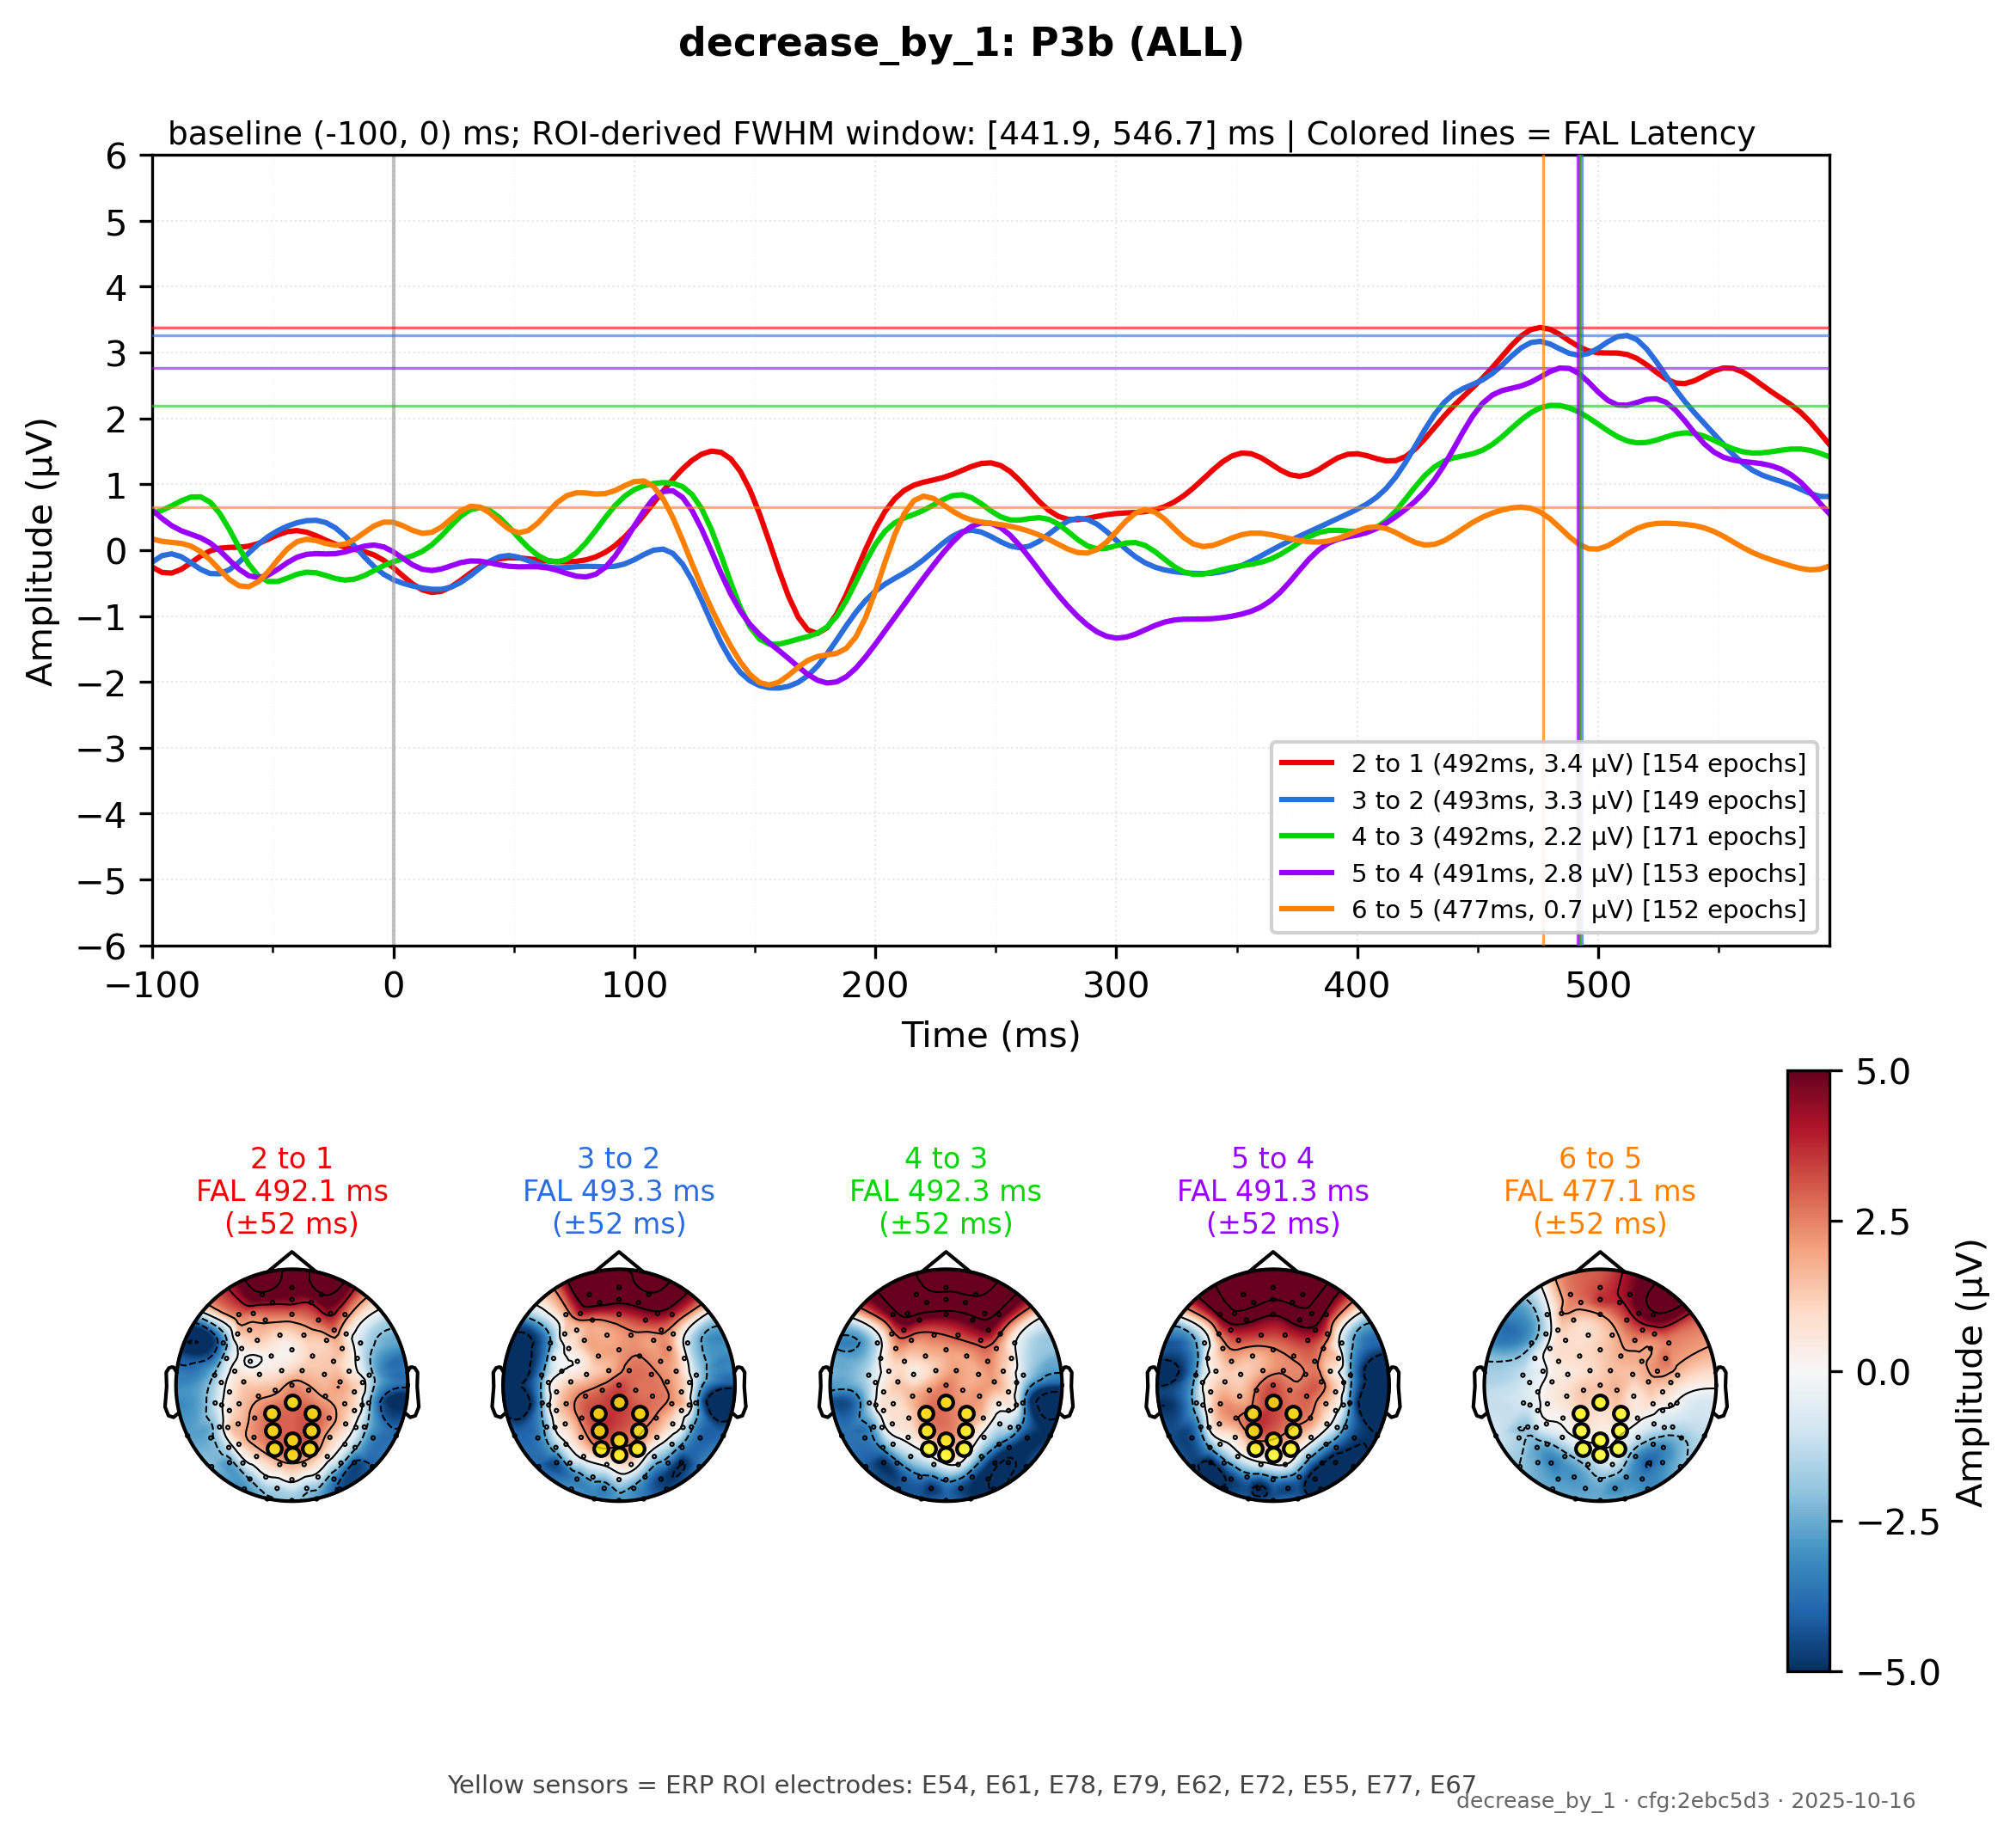 decrease_by_1: P3b (ALL)
baseline (-100, 0) ms; ROI-derived FWHM window: [441.9, 546.7] ms | Colored lines = FAL Latency
6
5
4
3
2
1
0
−1
−2
−3
−4
−5
−6
Amplitude (µV)
2 to 1 (492ms, 3.4 µV) [154 epochs]
3 to 2 (493ms, 3.3 µV) [149 epochs]
4 to 3 (492ms, 2.2 µV) [171 epochs]
5 to 4 (491ms, 2.8 µV) [153 epochs]
6 to 5 (477ms, 0.7 µV) [152 epochs]
−100 0 100 200 300 400 500
Time (ms)
2 to 1
FAL 492.1 ms
(±52 ms)
3 to 2
FAL 493.3 ms
(±52 ms)
4 to 3
FAL 492.3 ms
(±52 ms)
5 to 4
FAL 491.3 ms
(±52 ms)
6 to 5
FAL 477.1 ms
(±52 ms)
5.0
2.5
0.0
−2.5
−5.0
Amplitude (µV)
Yellow sensors = ERP ROI electrodes: E54, E61, E78, E79, E62, E72, E55, E77, E67
decrease_by_1 · cfg:2ebc5d3 · 2025-10-16